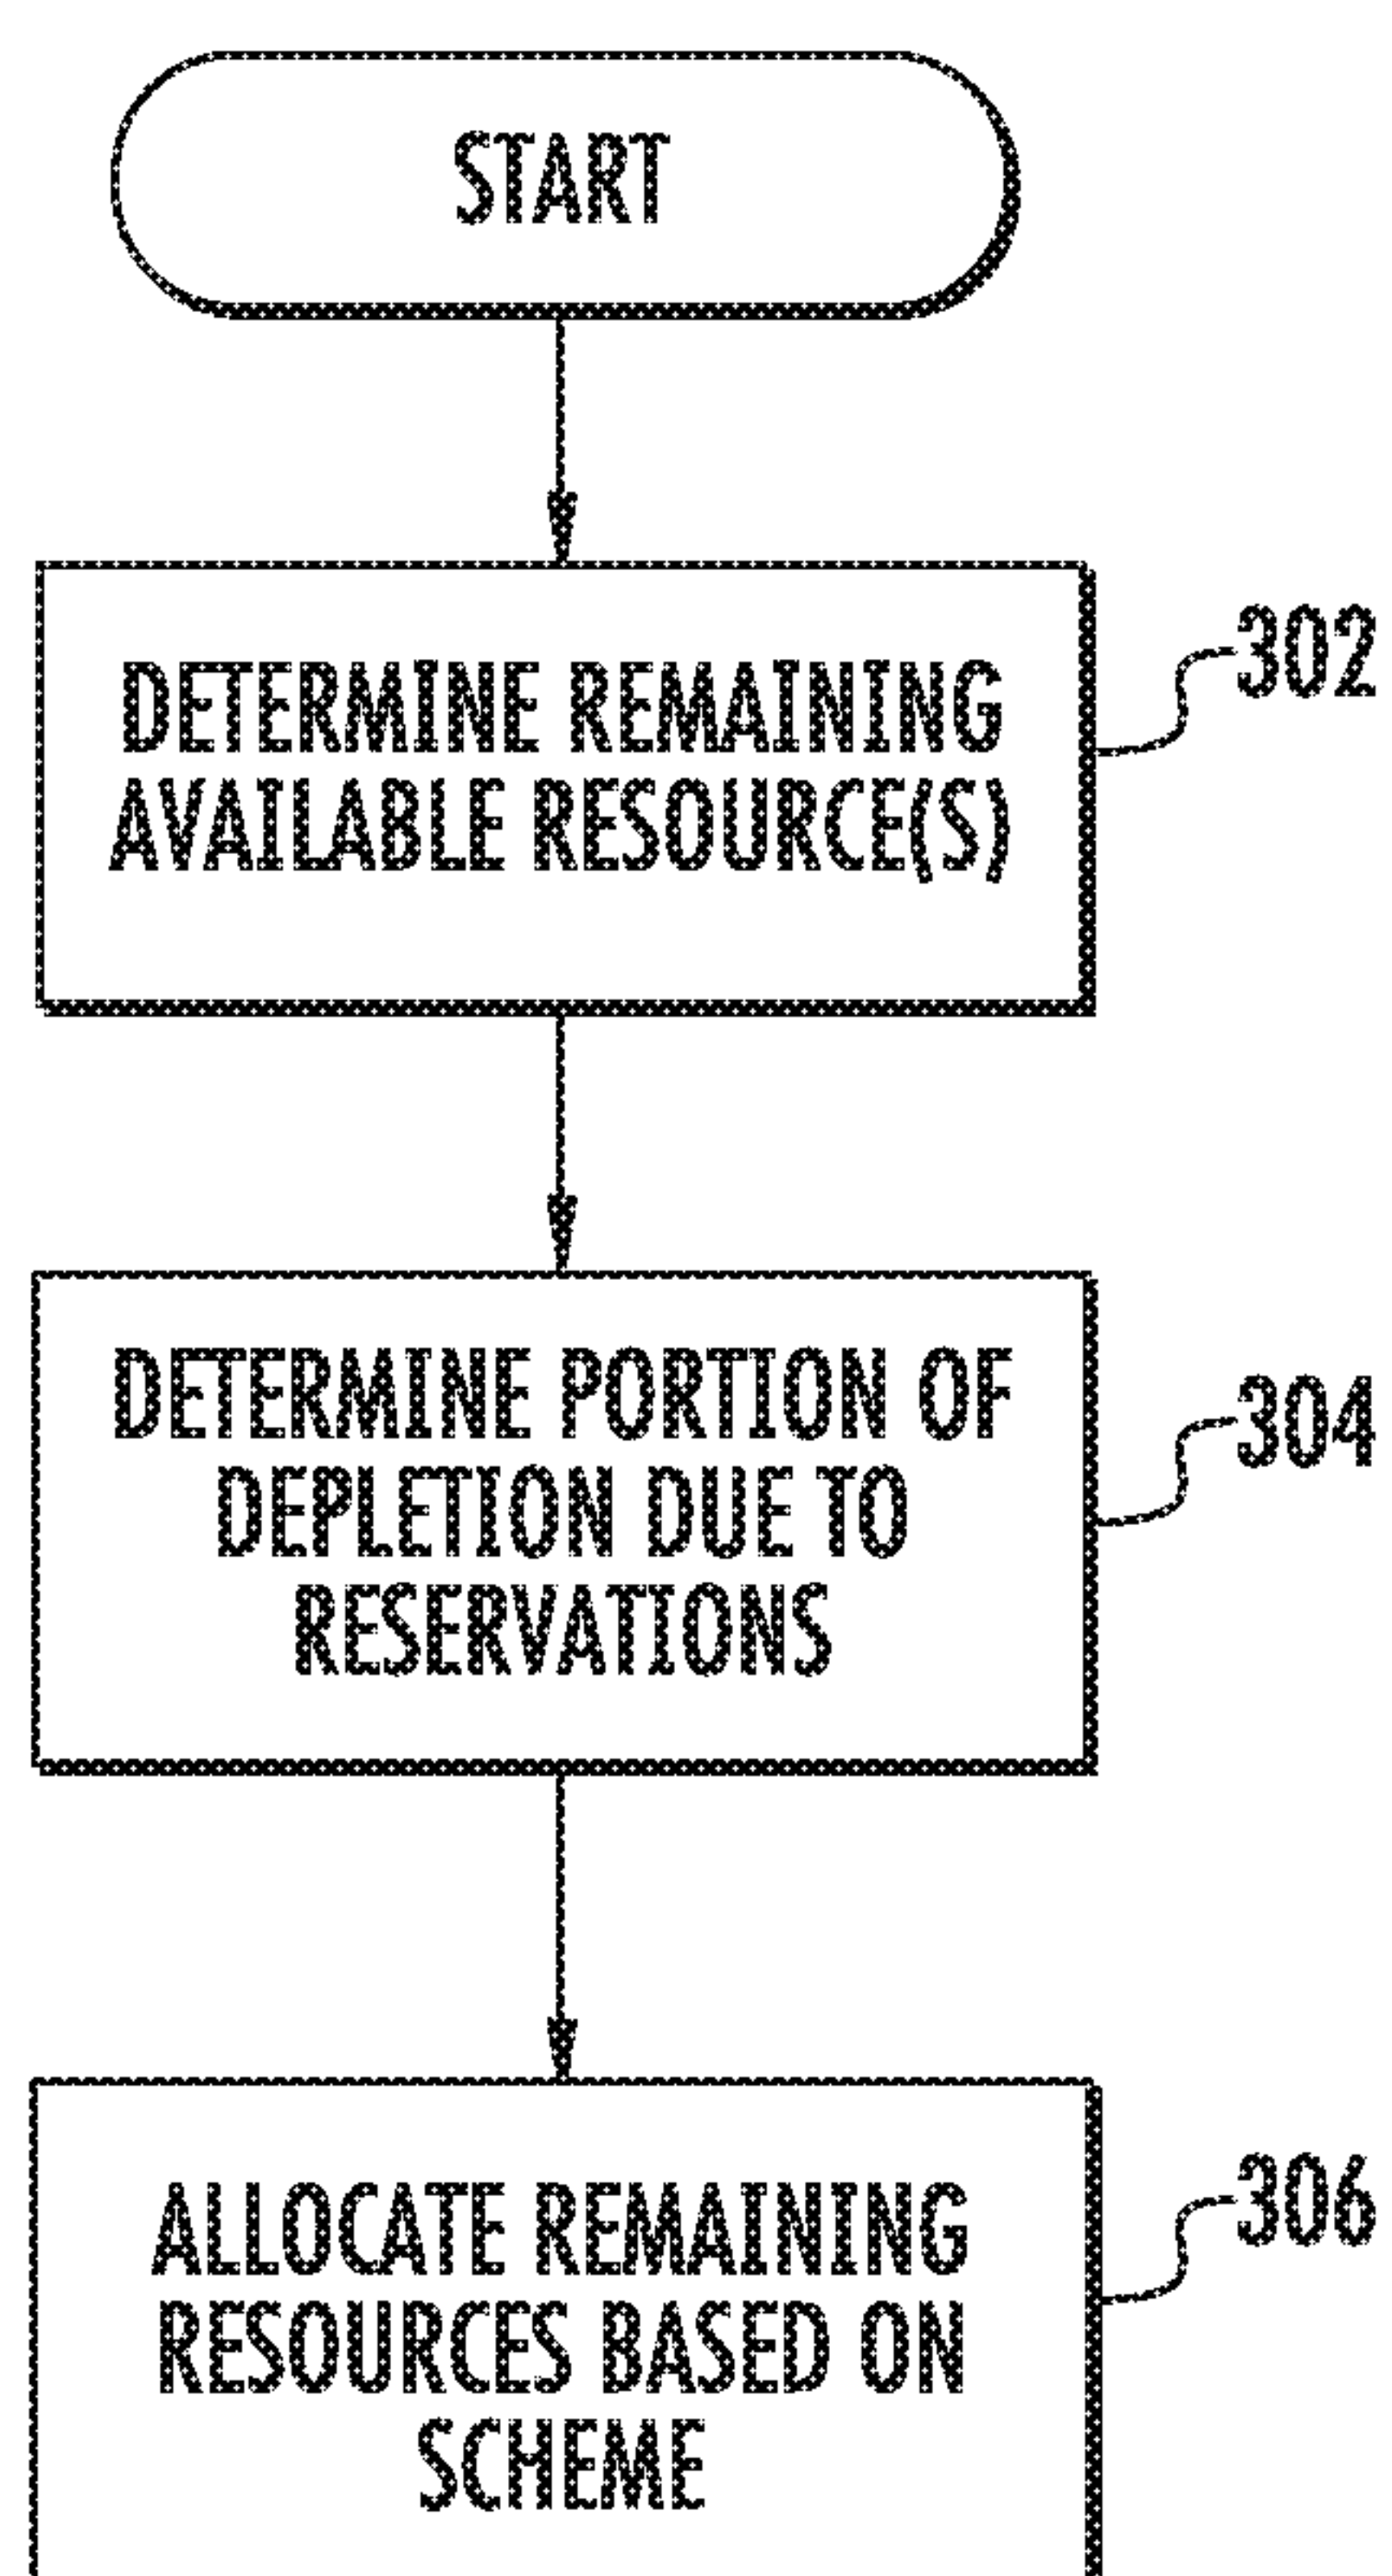 START
DETERMINE REMAINING
AVAILABLE RESOURCE(S)
302
DETERMINE PORTION OF
DEPLETION DUE TO
RESERVATIONS
304
ALLOCATE REMAINING
RESOURCES BASED ON
SCHEME
306